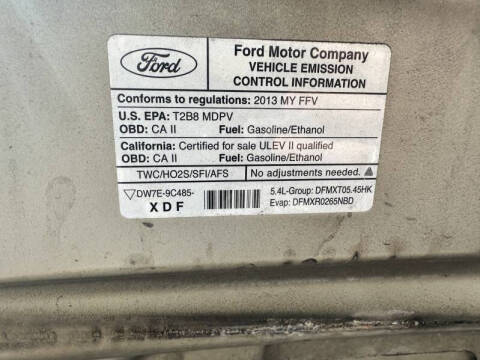 Ford
Ford Motor Company
VEHICLE EMISSION
CONTROL INFORMATION
Conforms to regulations: 2013 MY FFV
U.S. EPA: T2B8 MDPV
OBD: CA II Fuel: Gasoline/Ethanol
California: Certified for sale ULEV II qualified
OBD: CA II Fuel: Gasoline/Ethanol
TWC/HO2S/SFI/AFS No adjustments needed.
DW7E-9C485-
XDF
5.4L-Group: DFMXT05.45HK
Evap: DFMXR0265NBD